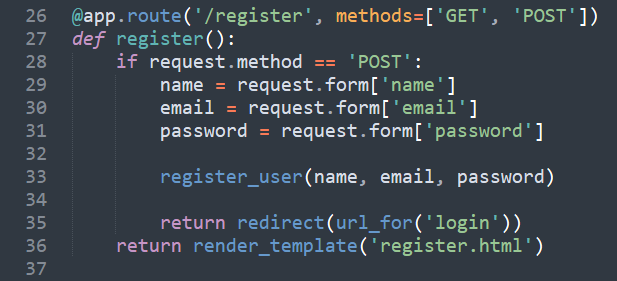 26 @app.route('/register', methods=['GET', 'POST'])
27 def register():
28     if request.method == 'POST':
29         name = request.form['name']
30         email = request.form['email']
31         password = request.form['password']
32
33         register_user(name, email, password)
34
35         return redirect(url_for('login'))
36     return render_template('register.html')
37